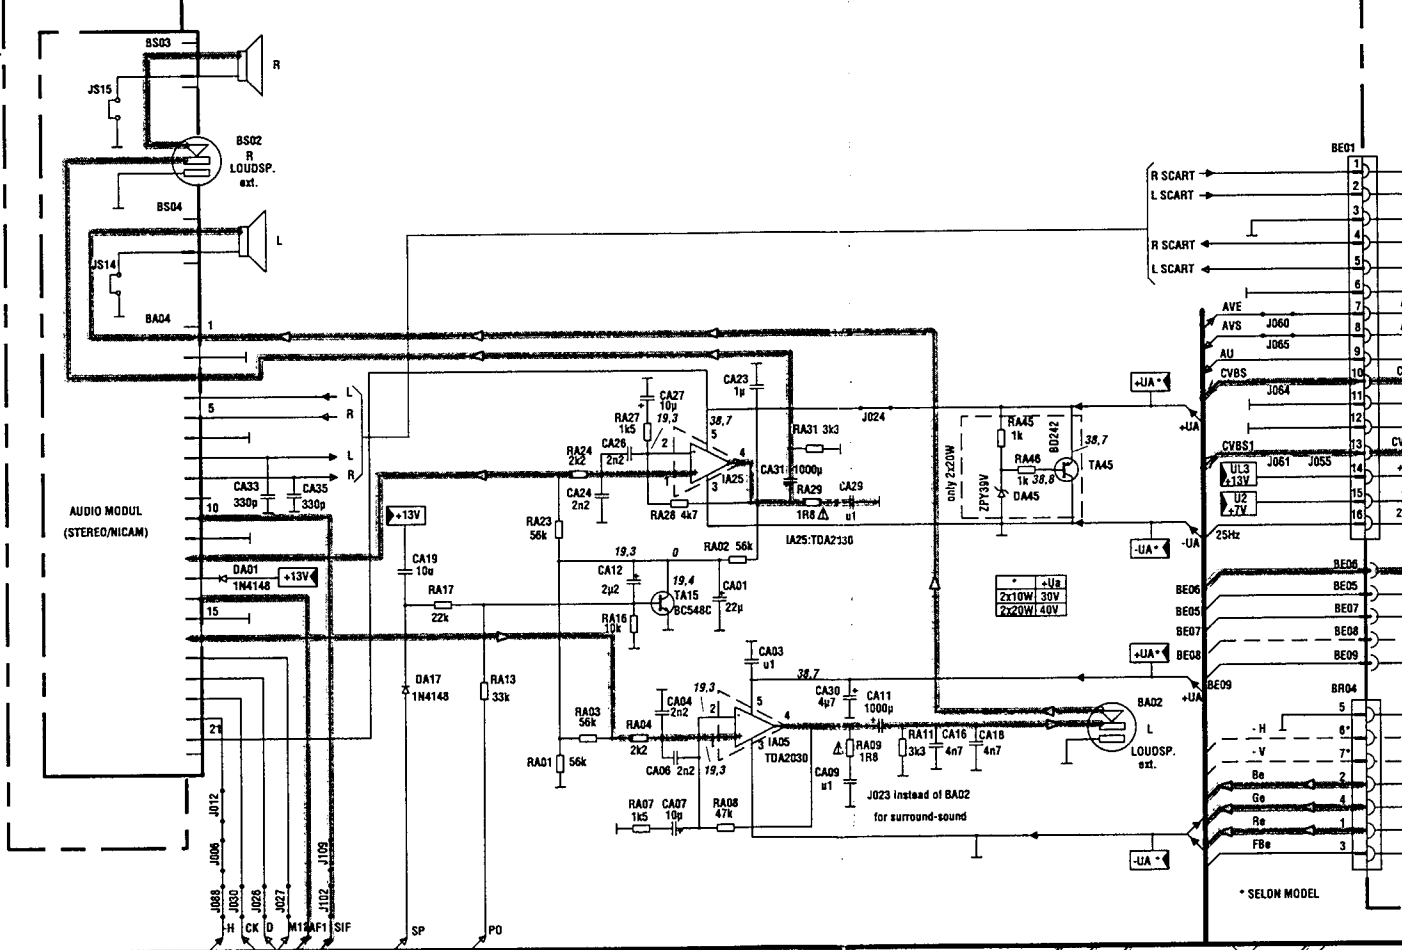 BS03
R
JS15
BS02
R
LOUDSP.
ext.
BS04
L
JS14
BA04
1
5
L
R
L
R
CA33
330p
CA35
330p
10
AUDIO MODUL
(STEREO/NICAM)
DA01
1N4148
+13V
15
21
J012
J006
J088
J030
J026
J027
J102
J109
-H
CK
D
M12
AF1
SIF
SP
PO
+13V
CA19
10u
RA17
22k
DA17
1N4148
RA13
33k
CA27
10µ
RA27
1k5
19,3
38,7
CA23
1µ
CA26
2n2
2
5
4
1
3
IA25
RA24
2k2
CA24
2n2
RA28 4k7
RA23
56k
RA31 3k3
CA31
1000µ
RA29
1R8
CA29
u1
IA25:TDA2130
19,3
0
RA02 56k
CA12
2µ2
19,4
TA15
BC548C
CA01
22µ
RA16
10k
CA03
u1
38,7
19,3
5
2
4
1
3
CA04
2n2
RA03
56k
RA04
2k2
RA01
56k
CA06 2n2
19,3
IA05
TDA2030
CA30
4µ7
CA11
1000µ
RA09
1R8
CA09
u1
RA11
3k3
CA16
4n7
CA18
4n7
RA07
1k5
CA07
10µ
RA08
47k
J023 instead of BA02
for surround-sound
BA02
L
LOUDSP.
ext.
J024
only 2x20W
RA45
1k
BD242
38,7
RA46
1k
38,8
TA45
ZPY39V
DA45
* +Ua
2x10W 30V
2x20W 40V
+UA*
+UA
-UA*
-UA
+UA*
+UA
-UA*
R SCART
L SCART
R SCART
L SCART
BE01
1
2
3
4
5
6
7
8
9
10
11
12
13
14
15
16
AVE
J060
AVS
J065
AU
CVBS
J064
CVBS1
J061
J055
UL3
+13V
U2
+7V
25Hz
BE06
BE05
BE07
BE08
BE09
BE06
BE05
BE07
BE08
BE09
BR04
5
-H
6*
-V
7*
Be
2
Ge
4
Re
1
FBe
3
* SELON MODEL